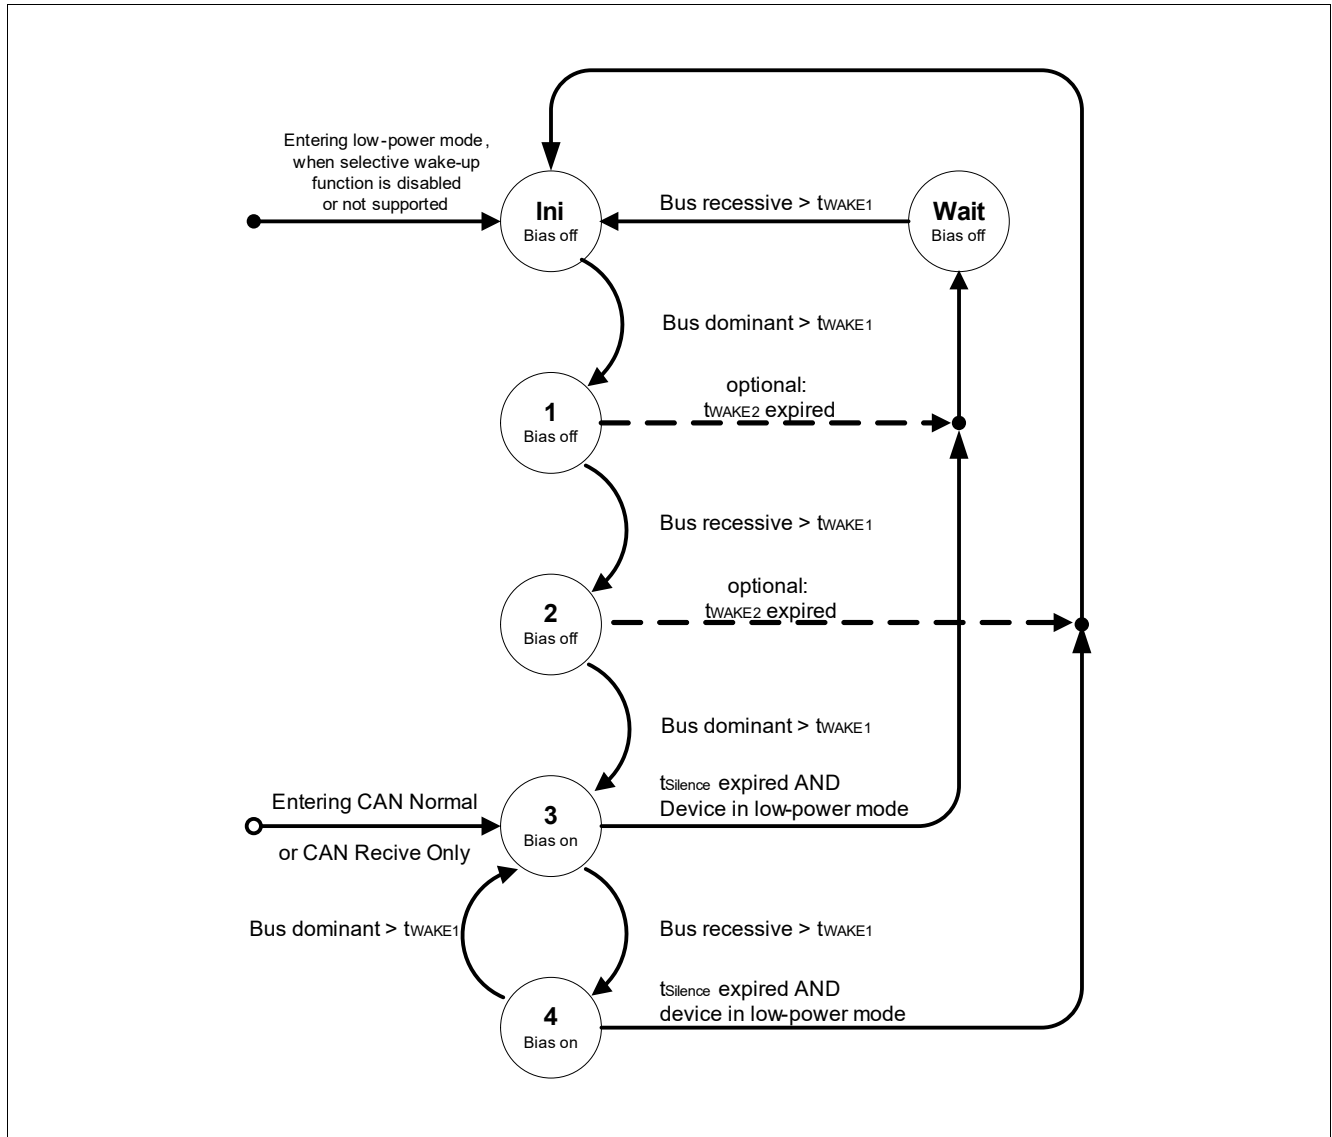 Entering low-power mode,
when selective wake-up
function is disabled
or not supported
Ini
Bias off
Bus recessive > tWAKE1
Wait
Bias off
Bus dominant > tWAKE1
1
Bias off
optional:
tWAKE2 expired
Bus recessive > tWAKE1
2
Bias off
optional:
tWAKE2 expired
Bus dominant > tWAKE1
tSilence expired AND
Device in low-power mode
Entering CAN Normal
or CAN Recive Only
3
Bias on
Bus dominant > tWAKE1
Bus recessive > tWAKE1
tSilence expired AND
device in low-power mode
4
Bias on